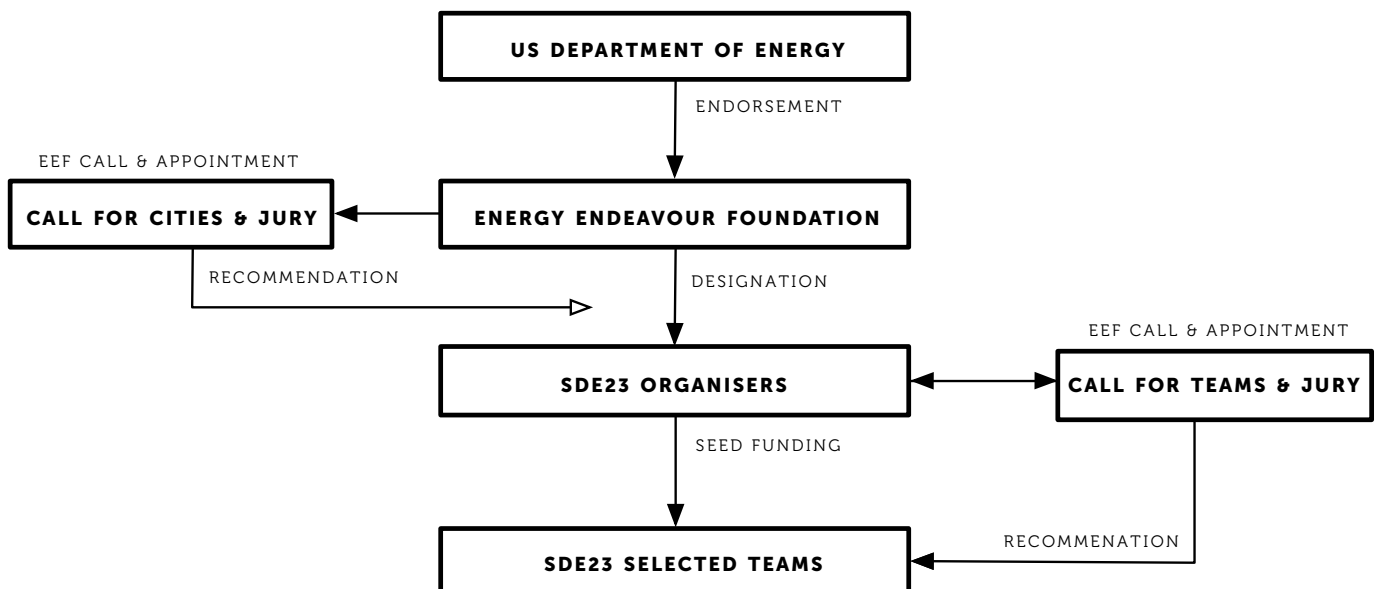 US DEPARTMENT OF ENERGY
ENDORSEMENT
EEF CALL & APPOINTMENT
CALL FOR CITIES & JURY
ENERGY ENDEAVOUR FOUNDATION
RECOMMENDATION
DESIGNATION
EEF CALL & APPOINTMENT
SDE23 ORGANISERS
CALL FOR TEAMS & JURY
SEED FUNDING
RECOMMENATION
SDE23 SELECTED TEAMS